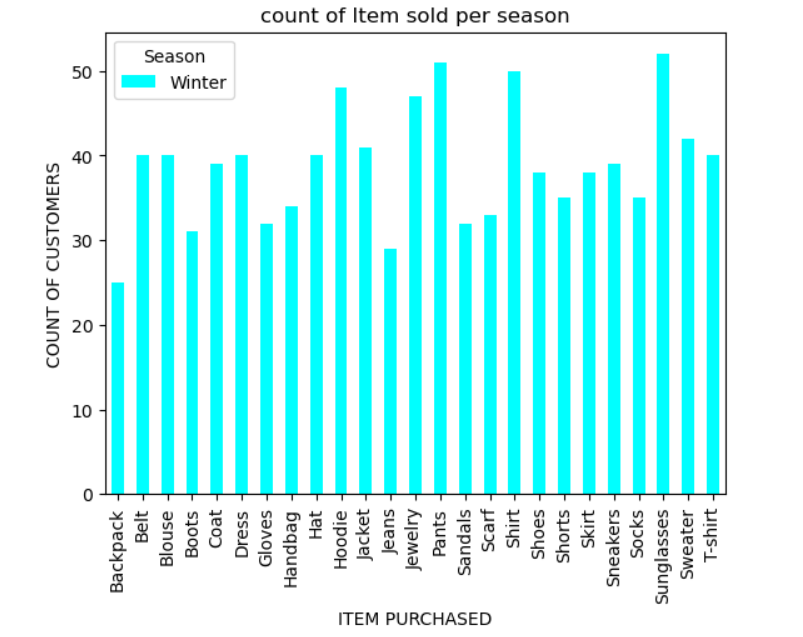 count of Item sold per season
Season
Winter
COUNT OF CUSTOMERS
50
40
30
20
10
0
Backpack
Belt
Blouse
Boots
Coat
Dress
Gloves
Handbag
Hat
Hoodie
Jacket
Jeans
Jewelry
Pants
Sandals
Scarf
Shirt
Shoes
Shorts
Skirt
Sneakers
Socks
Sunglasses
Sweater
T-shirt
ITEM PURCHASED